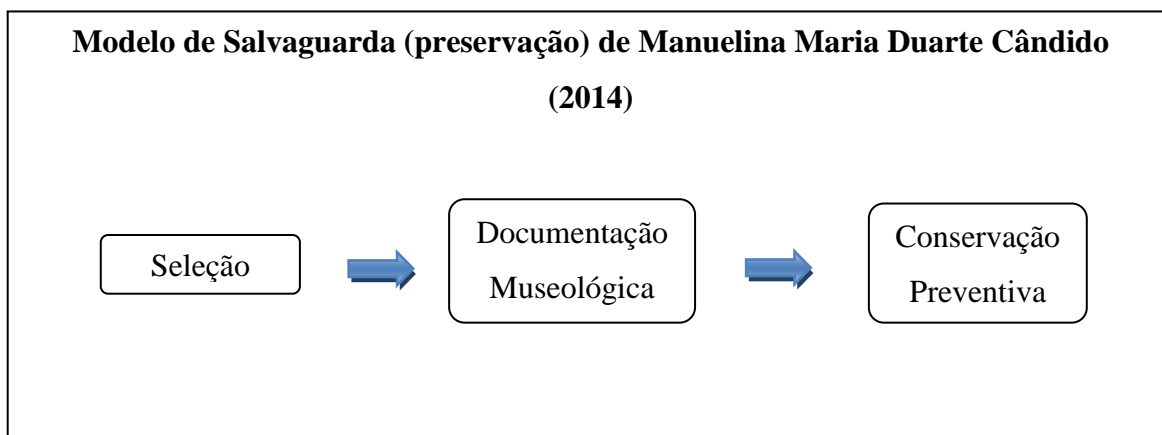 Modelo de Salvaguarda (preservação) de Manuelina Maria Duarte Cândido
(2014)
Seleção
Documentação
Museológica
Conservação
Preventiva